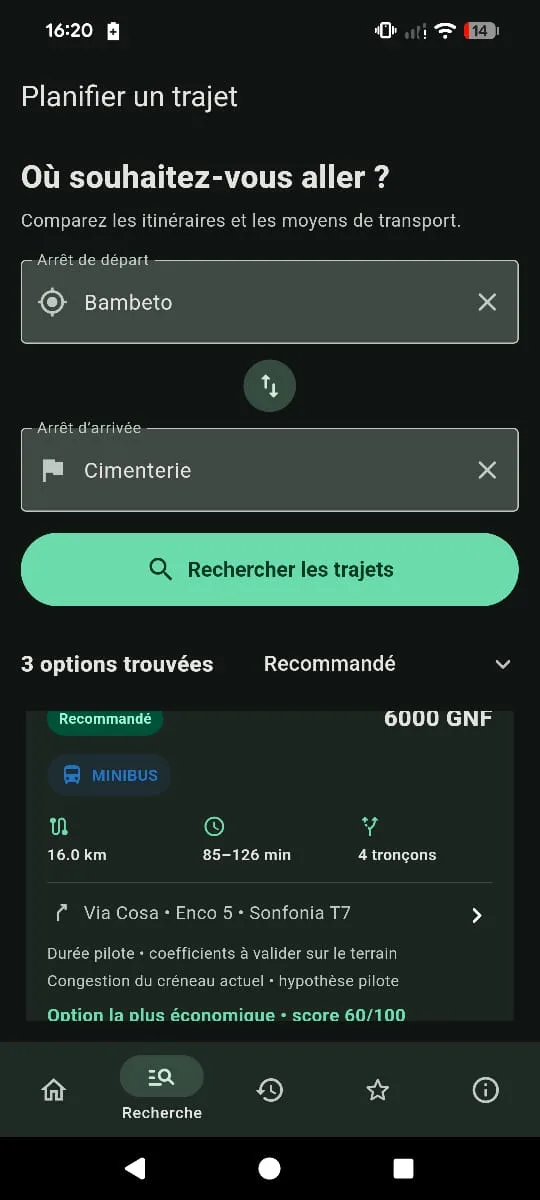 16:20
14
Planifier un trajet
Où souhaitez-vous aller ?
Comparez les itinéraires et les moyens de transport.
Arrêt de départ
Bambeto
Arrêt d’arrivée
Cimenterie
Rechercher les trajets
3 options trouvées Recommandé
Recommandé 6000 GNF
MINIBUS
16.0 km 85–126 min 4 tronçons
Via Cosa • Enco 5 • Sonfonia T7
Durée pilote • coefficients à valider sur le terrain
Congestion du créneau actuel • hypothèse pilote
Option la plus économique • score 60/100
Recherche